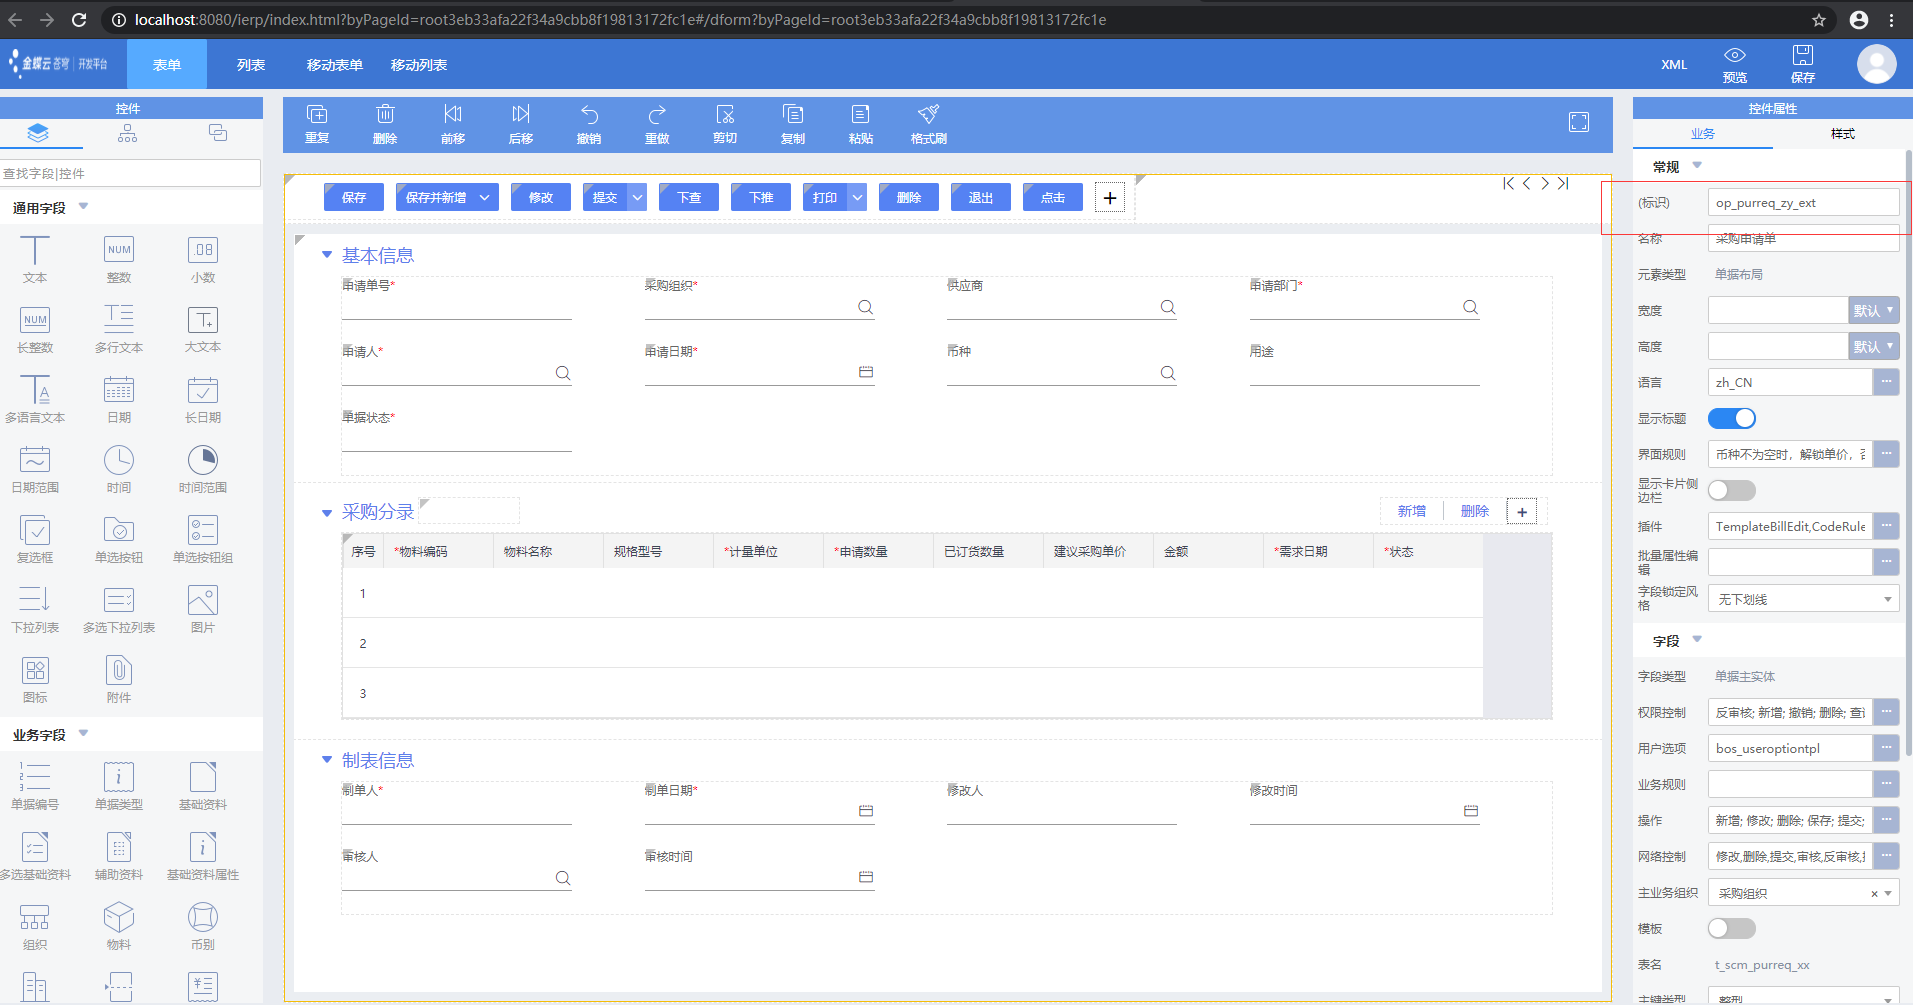 localhost:8080/ierp/index.html?byPageId=root3eb33afa22f34a9cbb8f19813172fc1e#/dform?byPageId=root3eb33afa22f34a9cbb8f19813172fc1e
金蝶云 苍穹 | 开发平台 表单 列表 移动表单 移动列表 XML 预览 保存
控件
查找字段|控件
通用字段
文本 整数 小数
长整数 多行文本 大文本
多语言文本 日期 长日期
日期范围 时间 时间范围
复选框 单选按钮 单选按钮组
下拉列表 多选下拉列表 图片
图标 附件
业务字段
单据编号 单据类型 基础资料
多选基础资料 辅助资料 基础资料属性
组织 物料 币别
重复 删除 前移 后移 撤销 重做 剪切 复制 粘贴 格式刷
保存 保存并新增 修改 提交 下查 下推 打印 删除 退出 点击 +
基本信息
申请单号* 采购组织* 供应商 申请部门*
申请人* 申请日期* 币种 用途
单据状态*
采购分录 新增 删除 +
序号 *物料编码 物料名称 规格型号 *计量单位 *申请数量 已订货数量 建议采购单价 金额 *需求日期 *状态
1
2
3
制表信息
制单人* 制单日期* 修改人 修改时间
审核人 审核时间
控件属性
业务 样式
常规
(标识) op_purreq_zy_ext
名称 采购申请单
元素类型 单据布局
宽度 默认
高度 默认
语言 zh_CN ...
显示标题
界面规则 币种不为空时，解锁单价， ...
显示卡片侧边栏
插件 TemplateBillEdit,CodeRule ...
批量属性编辑 ...
字段锁定风格 无下划线
字段
字段类型 单据主实体
权限控制 反审核; 新增; 撤销; 删除; ...
用户选项 bos_useroptiontpl ...
业务规则 ...
操作 新增; 修改; 删除; 保存; 提交; ...
网络控制 修改,删除,提交,审核,反审核, ...
主业务组织 采购组织 ×
模板
表名 t_scm_purreq_xx
主键类型 整型